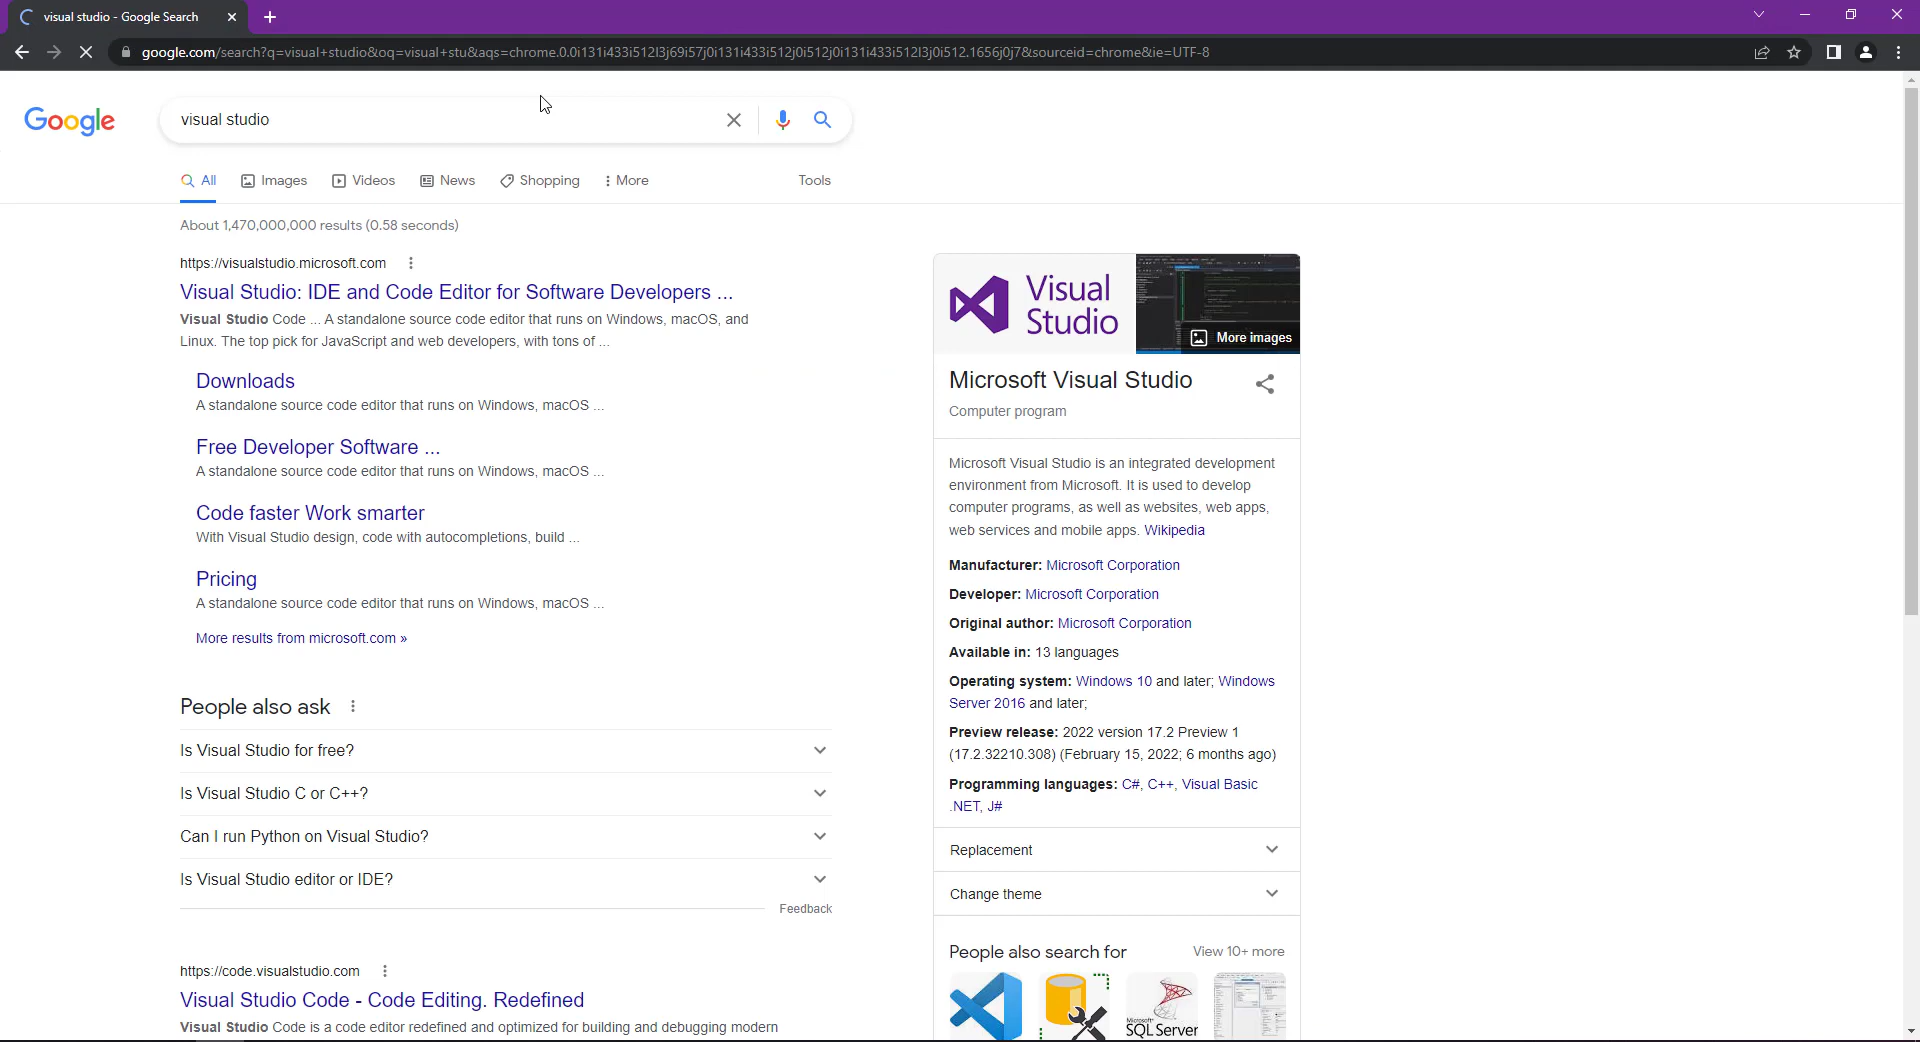 visual studio - Google Search
google.com/search?q=visual+studio&oq=visual+stu&aqs=chrome.0.0i131i433i512l3j69i57j0i131i433i512j0i512j0i131i433i512l3j0i512.1656j0j7&sourceid=chrome&ie=UTF-8
Google
visual studio
All
Images
Videos
News
Shopping
More
Tools
About 1,470,000,000 results (0.58 seconds)
https://visualstudio.microsoft.com
Visual Studio: IDE and Code Editor for Software Developers ...
Visual Studio Code ... A standalone source code editor that runs on Windows, macOS, and
Linux. The top pick for JavaScript and web developers, with tons of ...
Downloads
A standalone source code editor that runs on Windows, macOS ...
Free Developer Software ...
A standalone source code editor that runs on Windows, macOS ...
Code faster Work smarter
With Visual Studio design, code with autocompletions, build ...
Pricing
A standalone source code editor that runs on Windows, macOS ...
More results from microsoft.com »
People also ask
Is Visual Studio for free?
Is Visual Studio C or C++?
Can I run Python on Visual Studio?
Is Visual Studio editor or IDE?
Feedback
https://code.visualstudio.com
Visual Studio Code - Code Editing. Redefined
Visual Studio Code is a code editor redefined and optimized for building and debugging modern
Visual
Studio
More images
Microsoft Visual Studio
Computer program
Microsoft Visual Studio is an integrated development
environment from Microsoft. It is used to develop
computer programs, as well as websites, web apps,
web services and mobile apps. Wikipedia
Manufacturer: Microsoft Corporation
Developer: Microsoft Corporation
Original author: Microsoft Corporation
Available in: 13 languages
Operating system: Windows 10 and later; Windows
Server 2016 and later;
Preview release: 2022 version 17.2 Preview 1
(17.2.32210.308) (February 15, 2022; 6 months ago)
Programming languages: C#, C++, Visual Basic
.NET, J#
Replacement
Change theme
People also search for
View 10+ more
Microsoft
SQL Server